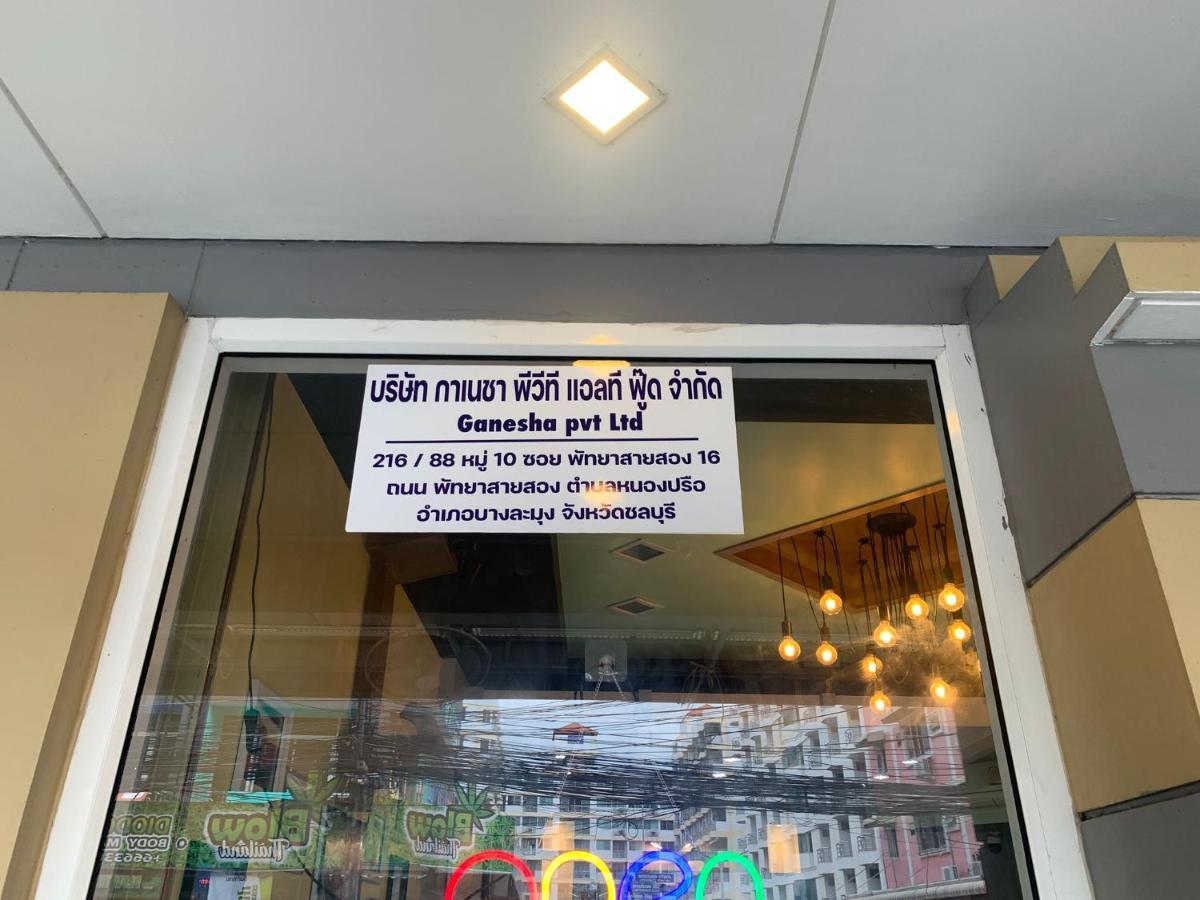 บริษัท กาเนชา พีวีที แอลที ฟู๊ด จำกัด
Ganesha pvt Ltd
216 / 88 หมู่ 10 ซอย พัทยาสายสอง 16
ถนน พัทยาสายสอง ตำบลหนองปรือ
อำเภอบางละมุง จังหวัดชลบุรี
Blow Blow
Thailand Thailand